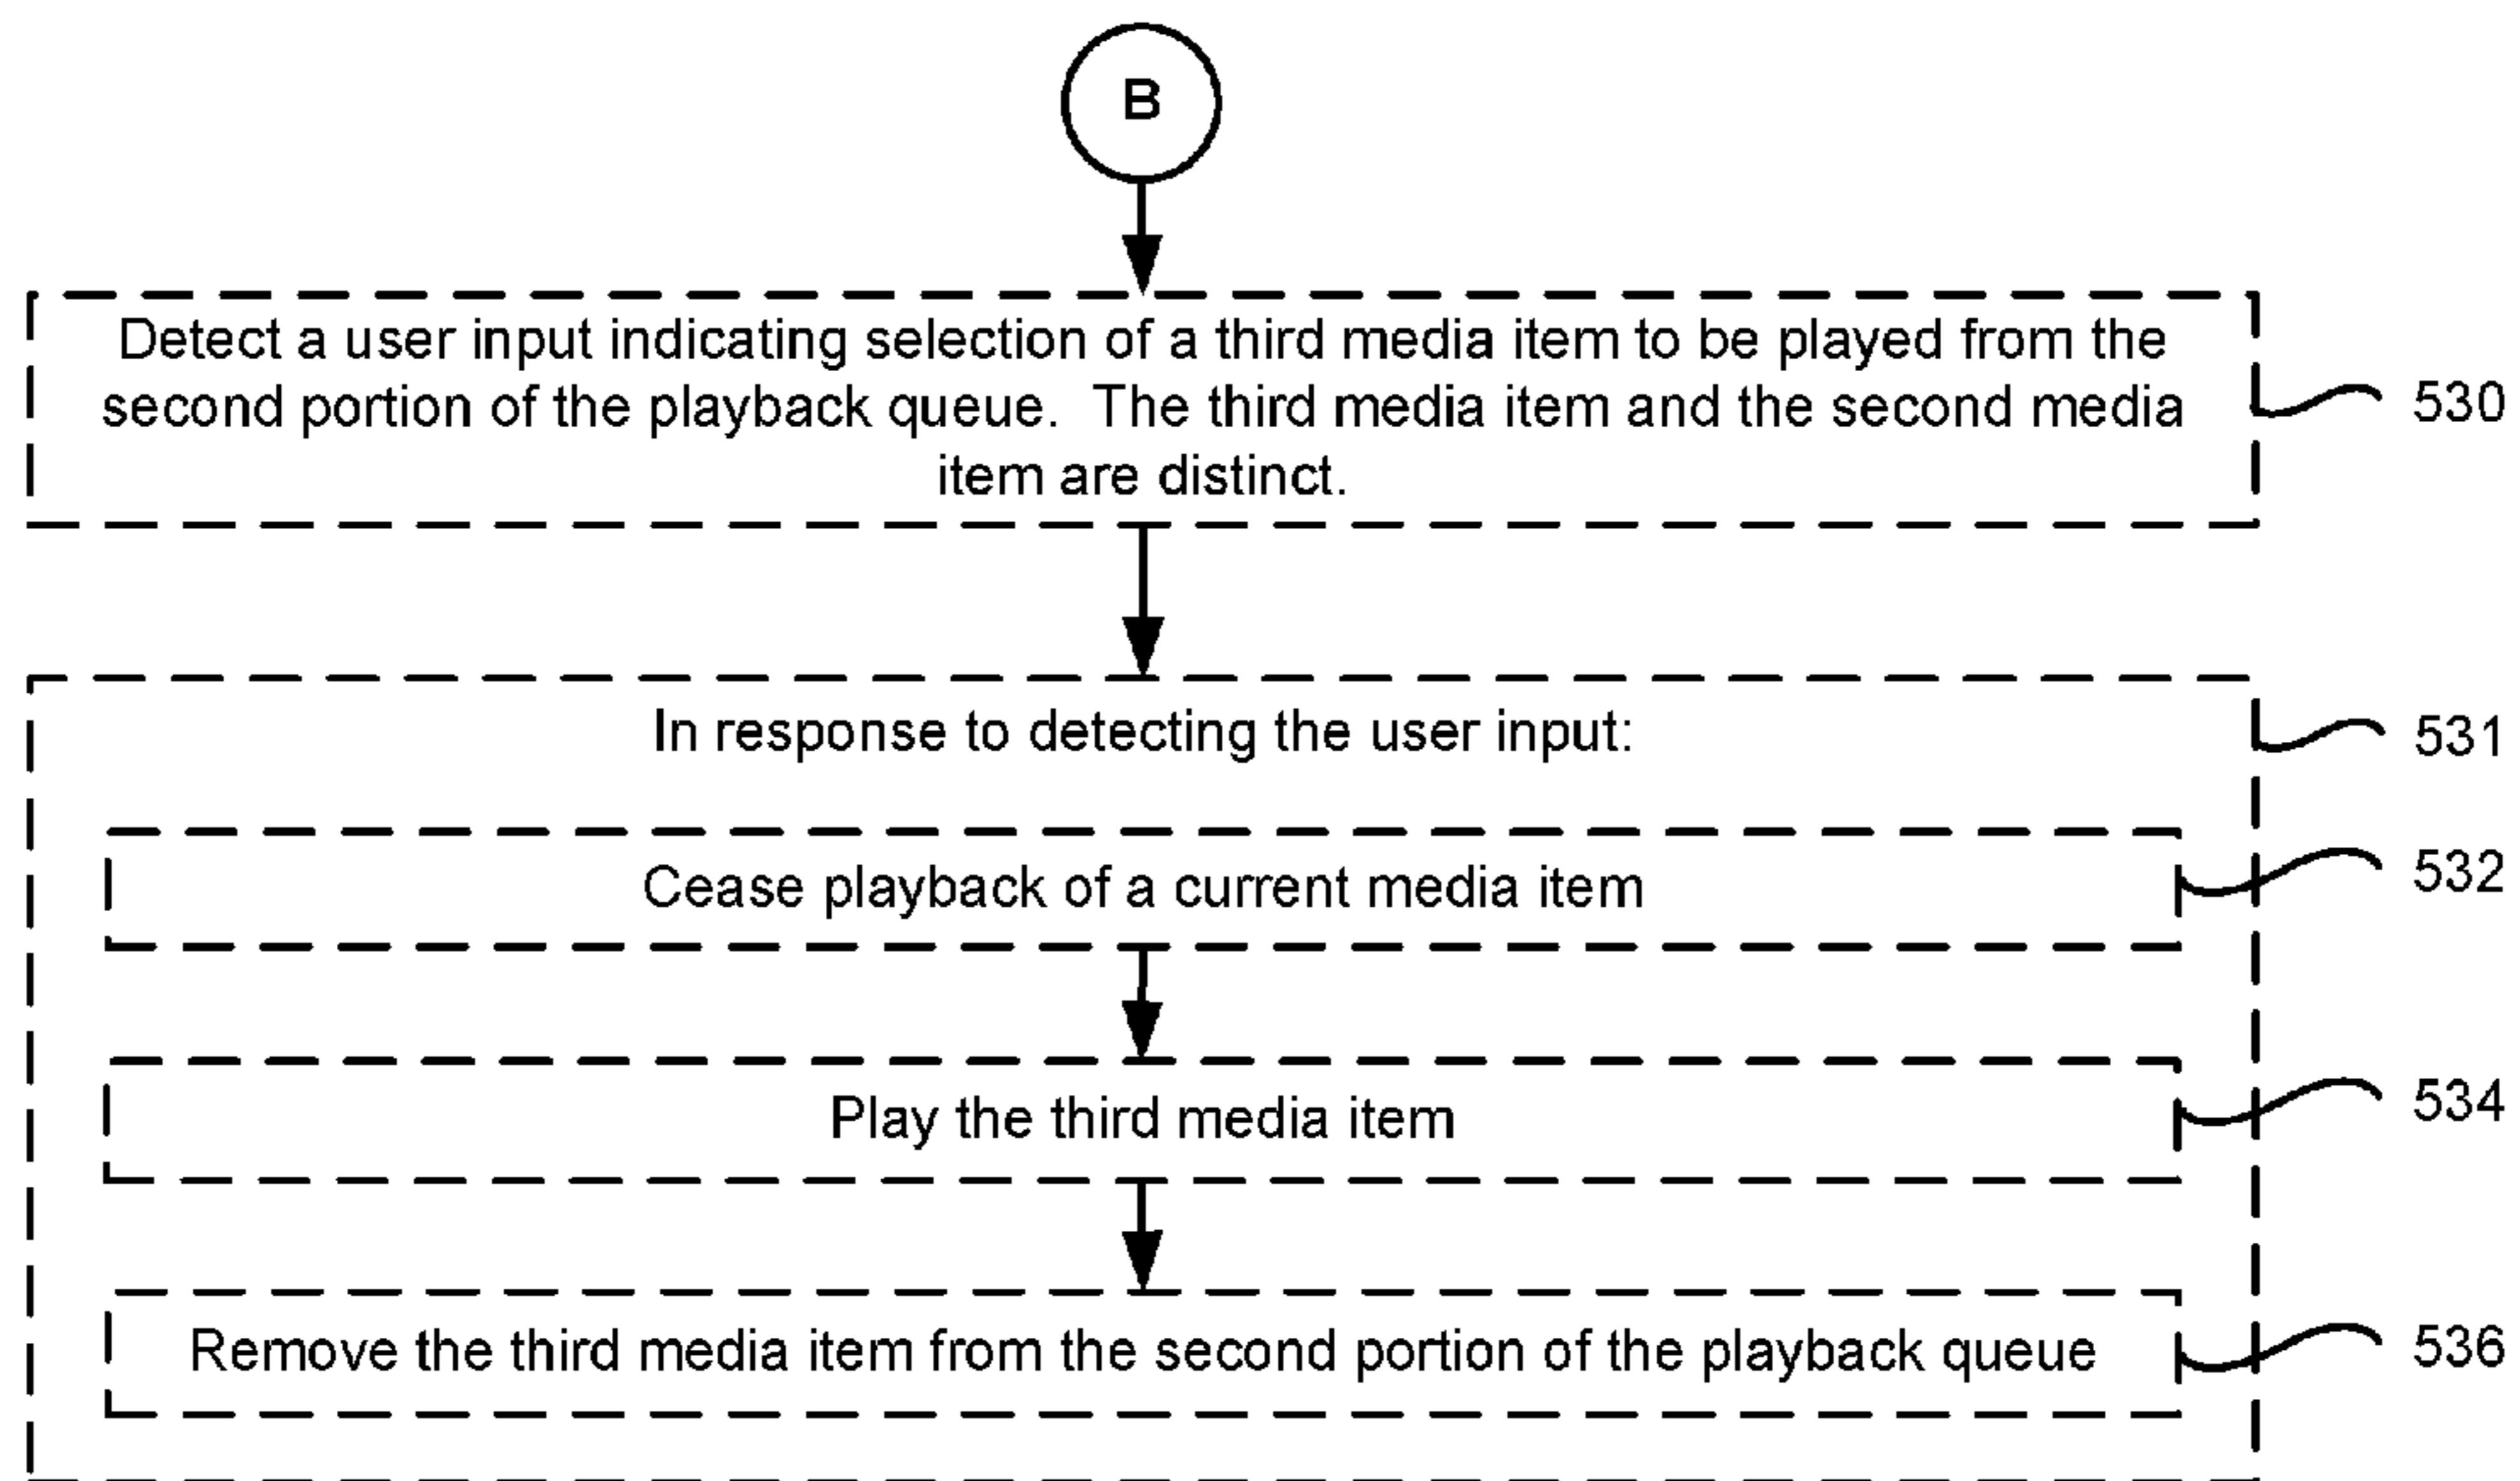 B
Detect a user input indicating selection of a third media item to be played from the
second portion of the playback queue.  The third media item and the second media
item are distinct.
530
In response to detecting the user input:
531
Cease playback of a current media item
532
Play the third media item
534
Remove the third media item from the second portion of the playback queue
536